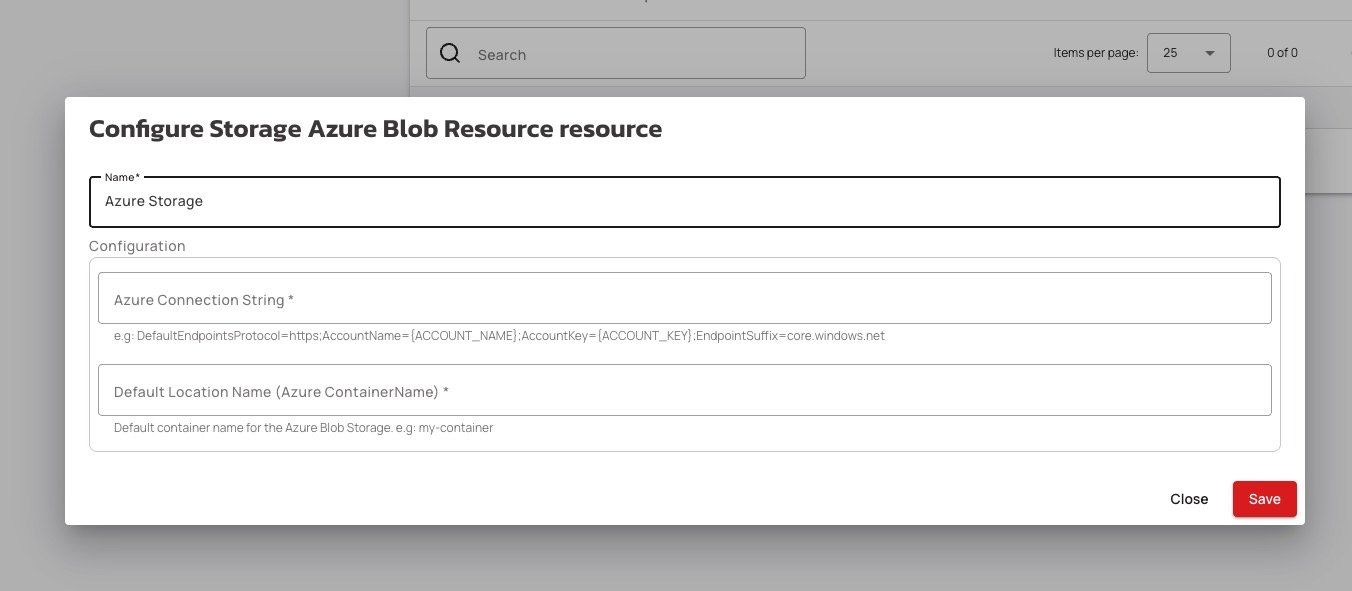 Search
Items per page: 25 0 of 0
Configure Storage Azure Blob Resource resource
Name*
Azure Storage
Configuration
Azure Connection String *
e.g: DefaultEndpointsProtocol=https;AccountName={ACCOUNT_NAME};AccountKey={ACCOUNT_KEY};EndpointSuffix=core.windows.net
Default Location Name (Azure ContainerName) *
Default container name for the Azure Blob Storage. e.g: my-container
Close Save